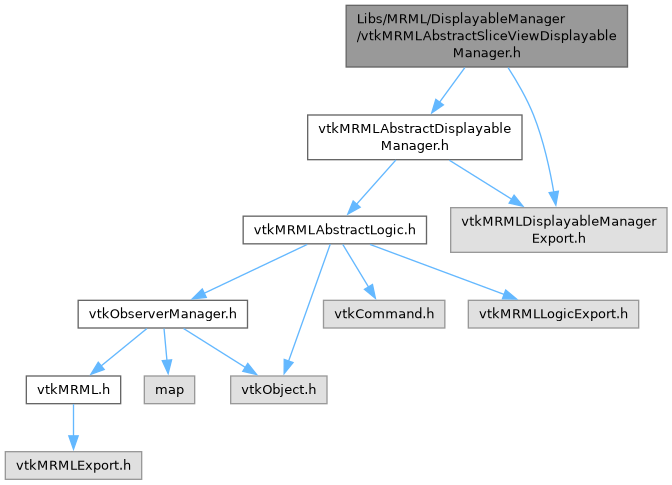 Libs/MRML/DisplayableManager
/vtkMRMLAbstractSliceViewDisplayable
Manager.h
vtkMRMLAbstractDisplayable
Manager.h
vtkMRMLDisplayableManager
Export.h
vtkMRMLAbstractLogic.h
vtkObserverManager.h
vtkCommand.h
vtkMRMLLogicExport.h
vtkMRML.h
map
vtkObject.h
vtkMRMLExport.h